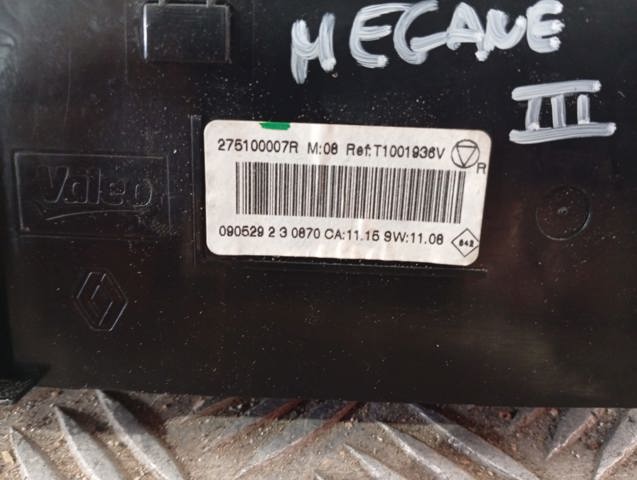 MEGANE
III
275100007R M:08 Ref:T1001936V
R
090529 2 3 0870 CA:11.15 SW:11.08
842
Valeo